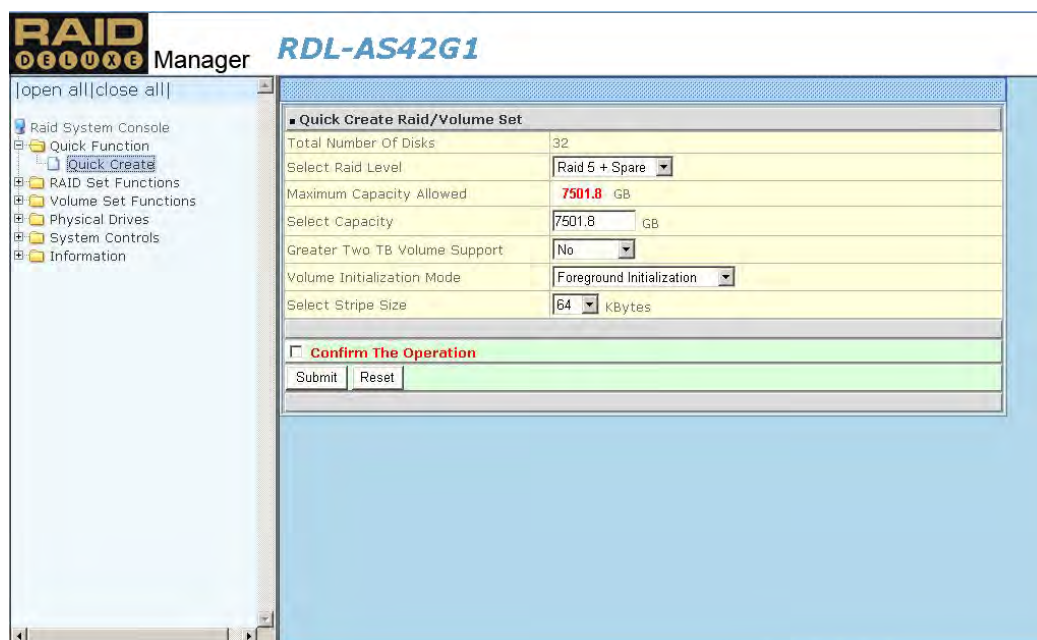 RAID
DELUXE Manager
RDL-AS42G1
|open all|close all|
Raid System Console
Quick Function
Quick Create
RAID Set Functions
Volume Set Functions
Physical Drives
System Controls
Information
Quick Create Raid/Volume Set
Total Number Of Disks 32
Select Raid Level Raid 5 + Spare
Maximum Capacity Allowed 7501.8 GB
Select Capacity 7501.8 GB
Greater Two TB Volume Support No
Volume Initialization Mode Foreground Initialization
Select Stripe Size 64 KBytes
Confirm The Operation
Submit Reset